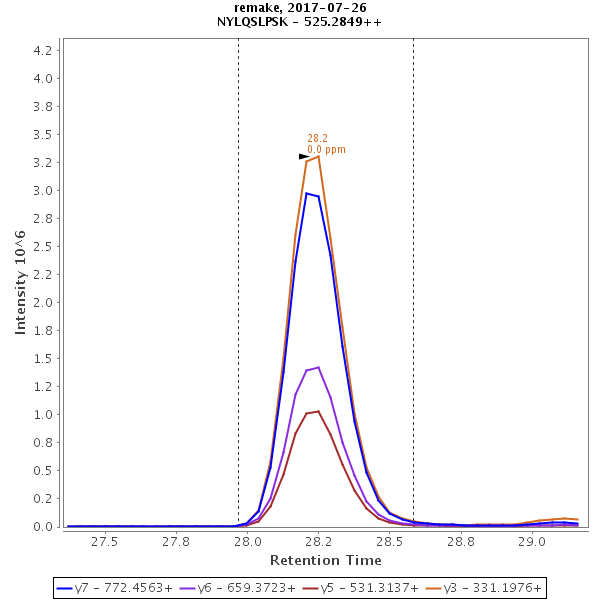 remake, 2017-07-26
NYLQSLPSK - 525.2849++
Intensity 10^6
4.2
4.0
3.8
3.5
3.2
3.0
2.8
2.5
2.2
2.0
1.8
1.5
1.2
1.0
0.8
0.5
0.2
0.0
28.2
0.0 ppm
27.5 27.8 28.0 28.2 28.5 28.8 29.0
Retention Time
y7 - 772.4563+ y6 - 659.3723+ y5 - 531.3137+ y3 - 331.1976+